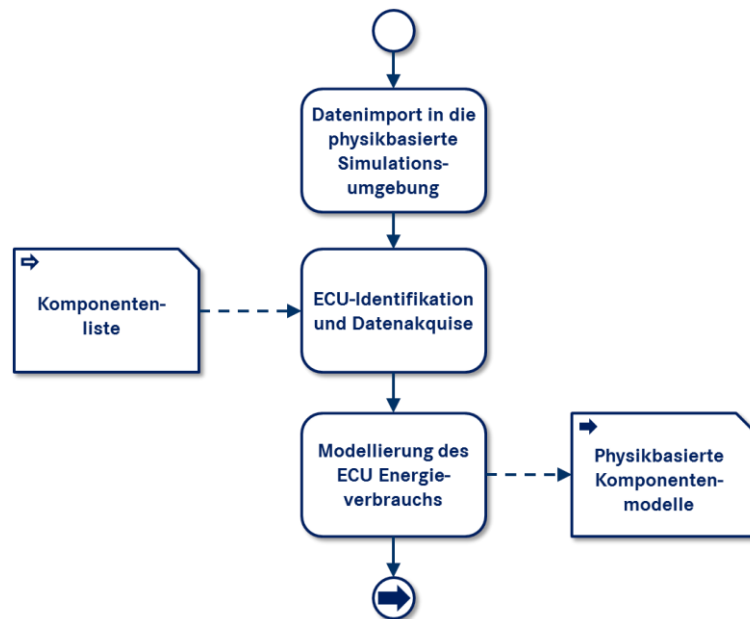 Datenimport in die
physikbasierte
Simulations-
umgebung
Komponenten-
liste
ECU-Identifikation
und Datenakquise
Modellierung des
ECU Energie-
verbrauchs
Physikbasierte
Komponenten-
modelle